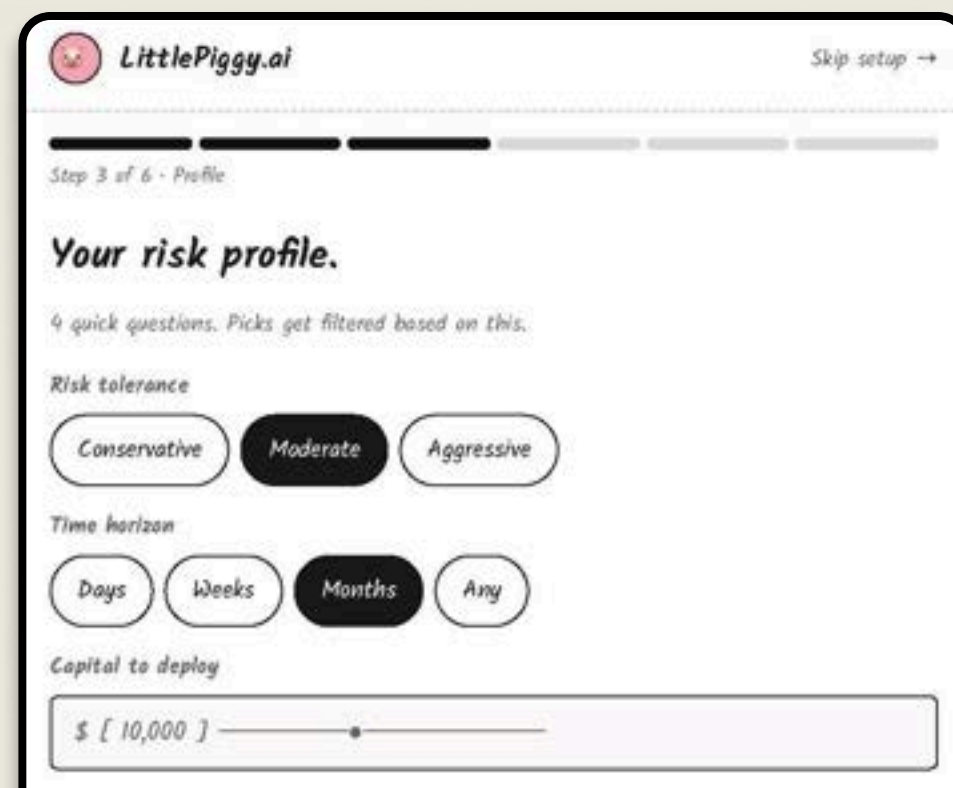 LittlePiggy.ai
Skip setup →
Step 3 of 6 · Profile
Your risk profile.
4 quick questions. Picks get filtered based on this.
Risk tolerance
Conservative Moderate Aggressive
Time horizon
Days Weeks Months Any
Capital to deploy
$ [ 10,000 ]